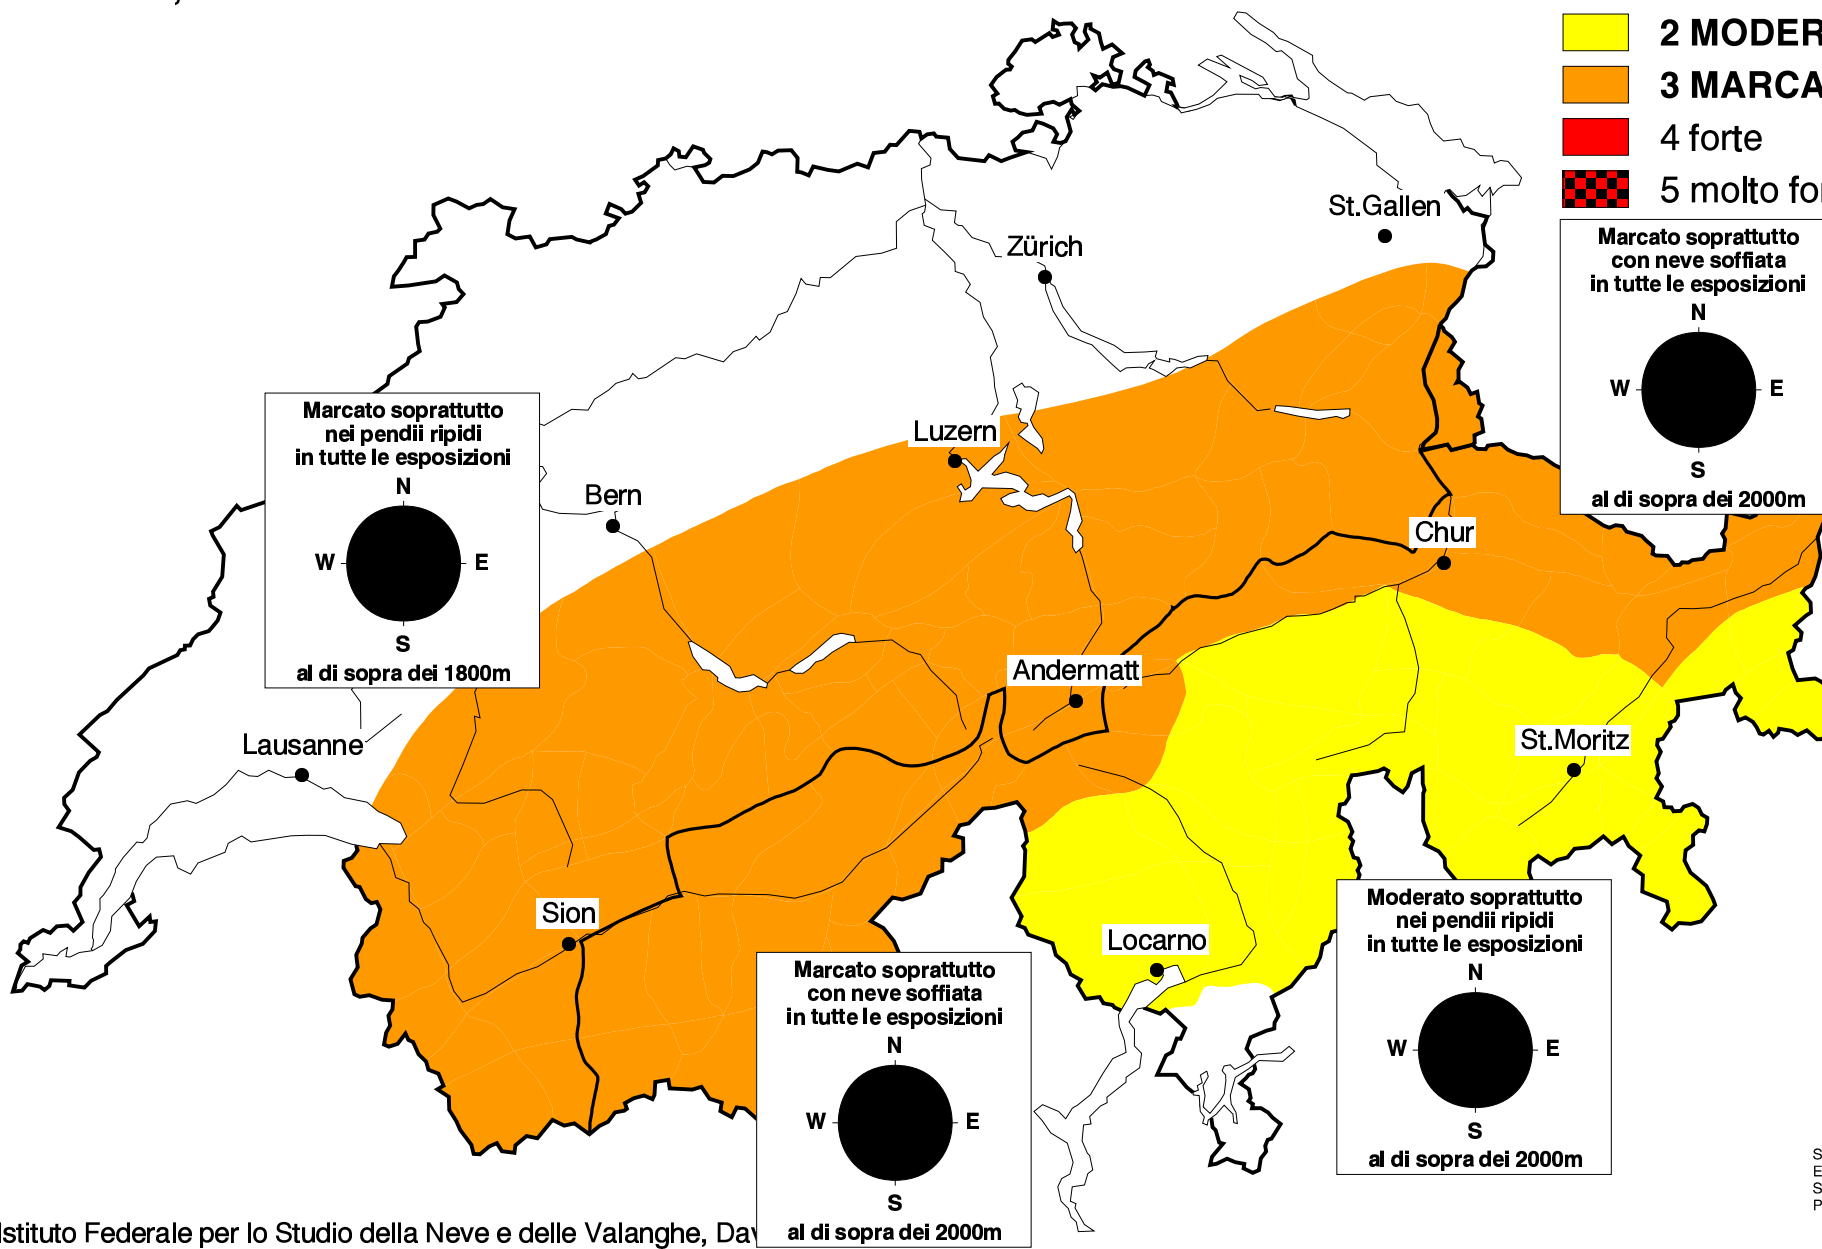 2 MODER
3 MARCA
4 forte
5 molto for
Marcato soprattutto
con neve soffiata
in tutte le esposizioni
N
W E
S
al di sopra dei 2000m
St.Gallen
Zürich
Marcato soprattutto
nei pendii ripidi
in tutte le esposizioni
N
W E
S
al di sopra dei 1800m
Luzern
Bern
Chur
Andermatt
Lausanne
St.Moritz
Sion
Locarno
Moderato soprattutto
nei pendii ripidi
in tutte le esposizioni
N
W E
S
al di sopra dei 2000m
Marcato soprattutto
con neve soffiata
in tutte le esposizioni
N
W E
S
al di sopra dei 2000m
S
E
S
P
Istituto Federale per lo Studio della Neve e delle Valanghe, Dav